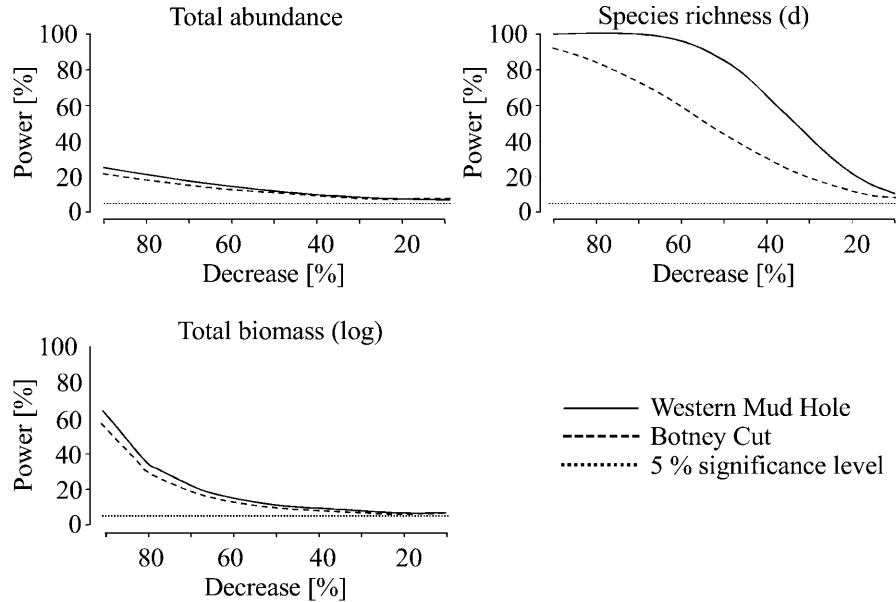 Total abundance
100
80
60
40
20
0
Power [%]
80 60 40 20
Decrease [%]
Species richness (d)
100
80
60
40
20
0
Power [%]
80 60 40 20
Decrease [%]
Total biomass (log)
100
80
60
40
20
0
Power [%]
80 60 40 20
Decrease [%]
Western Mud Hole
Botney Cut
5 % significance level